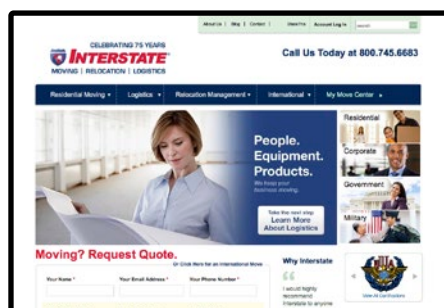 About Us | Blog | Contact | Vanes Pros Account Log In search
CELEBRATING 75 YEARS
INTERSTATE
MOVING | RELOCATION | LOGISTICS
Call Us Today at 800.745.6683
Residential Moving Logistics Relocation Management International My Move Center
People.
Equipment.
Products.
We keep your
business moving.
Take the next step
Learn More
About Logistics
Residential
Corporate
Government
Military
Moving? Request Quote.
Or Click Here for an International Move
Your Name * Your Email Address * Your Phone Number *
Why Interstate
I would highly
recommend
Interstate to anyone
View All Certifications